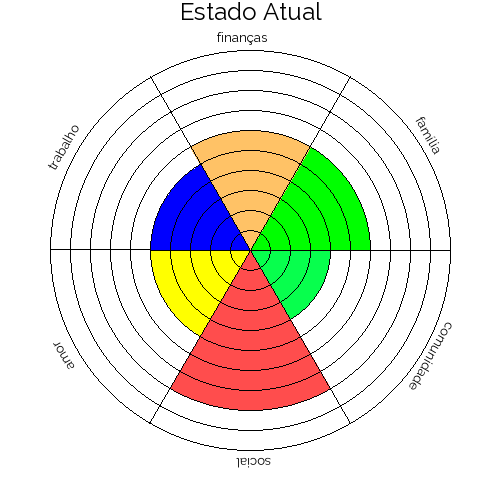 Estado Atual
finanças
família
trabalho
comunidade
amor
social